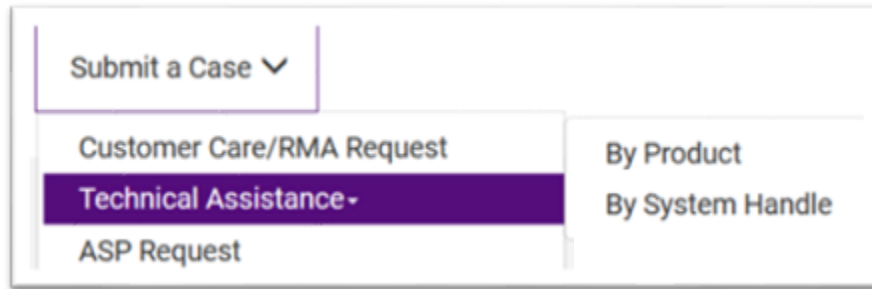 Submit a Case
Customer Care/RMA Request
Technical Assistance
ASP Request
By Product
By System Handle